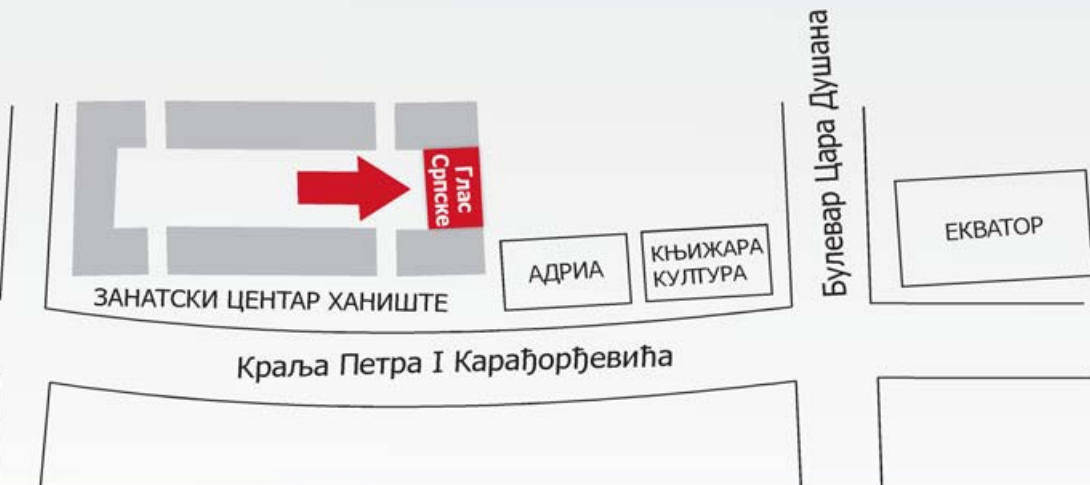 Глас
Српске
ЗАНАТСКИ ЦЕНТАР ХАНИШТЕ
АДРИА
КЊИЖАРА
КУЛТУРА
Булевар Цара Душана
ЕКВАТОР
Краља Петра I Карађорђевића